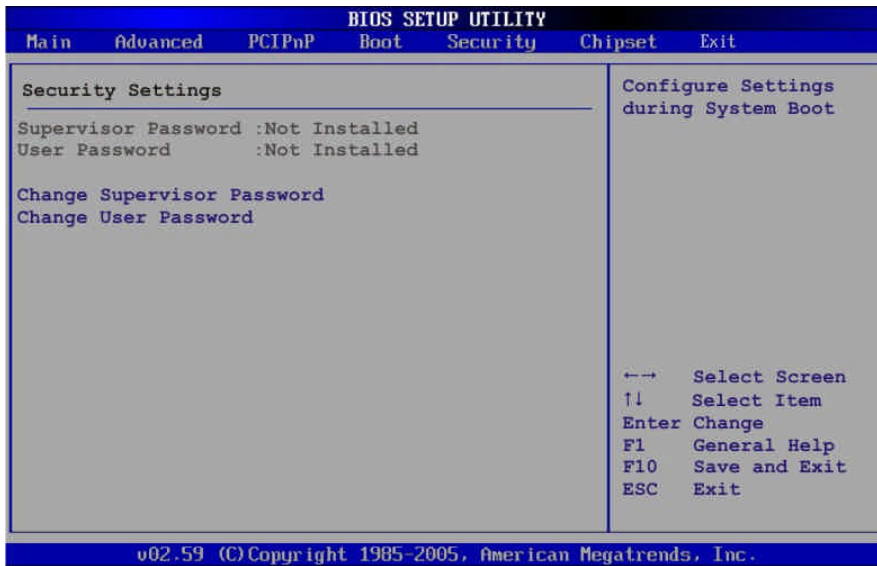 BIOS SETUP UTILITY
Main Advanced PCIPnP Boot Security Chipset Exit
Security Settings
Supervisor Password :Not Installed
User Password :Not Installed
Change Supervisor Password
Change User Password
Configure Settings
during System Boot
←→ Select Screen
↑↓ Select Item
Enter Change
F1 General Help
F10 Save and Exit
ESC Exit
v02.59 (C)Copyright 1985-2005, American Megatrends, Inc.